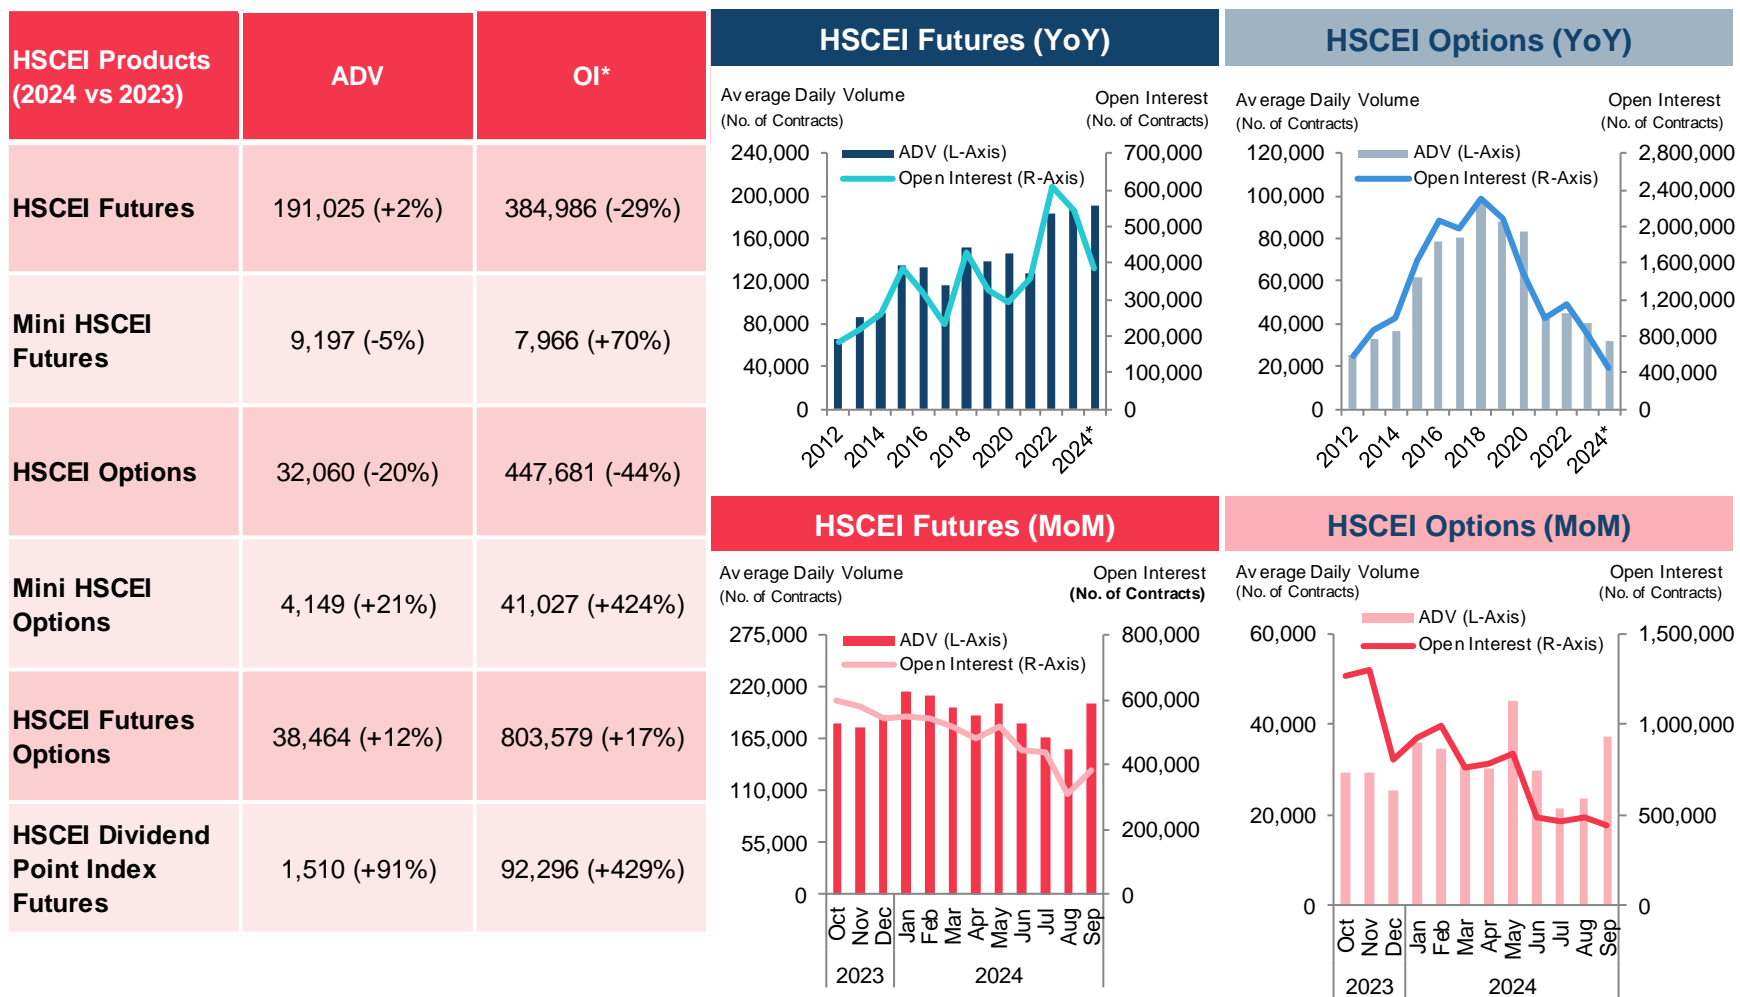 HSCEI Products
(2024 vs 2023)
ADV
OI*
HSCEI Futures
191,025 (+2%)
384,986 (-29%)
Mini HSCEI
Futures
9,197 (-5%)
7,966 (+70%)
HSCEI Options
32,060 (-20%)
447,681 (-44%)
Mini HSCEI
Options
4,149 (+21%)
41,027 (+424%)
HSCEI Futures
Options
38,464 (+12%)
803,579 (+17%)
HSCEI Dividend
Point Index
Futures
1,510 (+91%)
92,296 (+429%)
HSCEI Futures (YoY)
Average Daily Volume
(No. of Contracts)
Open Interest
(No. of Contracts)
ADV (L-Axis)
Open Interest (R-Axis)
240,000
200,000
160,000
120,000
80,000
40,000
0
700,000
600,000
500,000
400,000
300,000
200,000
100,000
0
2012
2014
2016
2018
2020
2022
2024*
HSCEI Options (YoY)
Average Daily Volume
(No. of Contracts)
Open Interest
(No. of Contracts)
ADV (L-Axis)
Open Interest (R-Axis)
120,000
100,000
80,000
60,000
40,000
20,000
0
2,800,000
2,400,000
2,000,000
1,600,000
1,200,000
800,000
400,000
0
2012
2014
2016
2018
2020
2022
2024*
HSCEI Futures (MoM)
Average Daily Volume
(No. of Contracts)
Open Interest
(No. of Contracts)
ADV (L-Axis)
Open Interest (R-Axis)
275,000
220,000
165,000
110,000
55,000
0
800,000
600,000
400,000
200,000
0
Oct
Nov
Dec
Jan
Feb
Mar
Apr
May
Jun
Jul
Aug
Sep
2023
2024
HSCEI Options (MoM)
Average Daily Volume
(No. of Contracts)
Open Interest
(No. of Contracts)
ADV (L-Axis)
Open Interest (R-Axis)
60,000
40,000
20,000
0
1,500,000
1,000,000
500,000
0
Oct
Nov
Dec
Jan
Feb
Mar
Apr
May
Jun
Jul
Aug
Sep
2023
2024